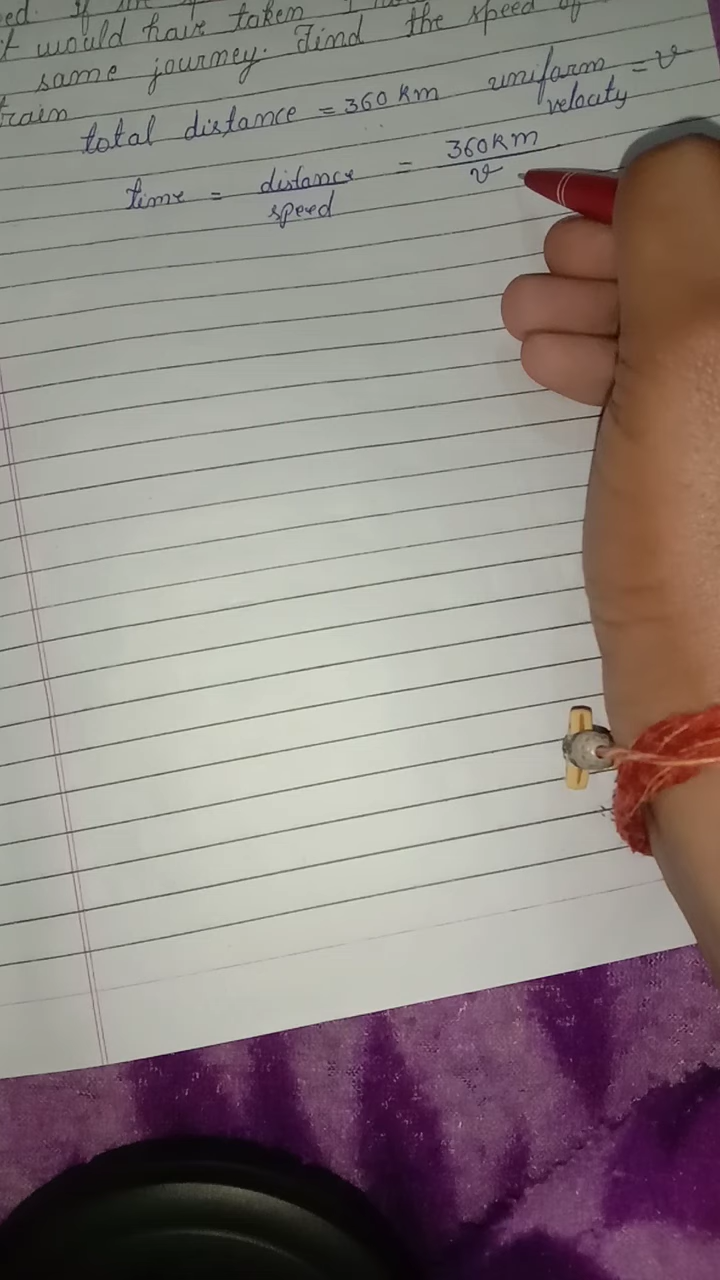 it would have taken
same journey. Find the speed of
train
total distance = 360 km uniform velocity = v
time = distance/speed = 360km/v